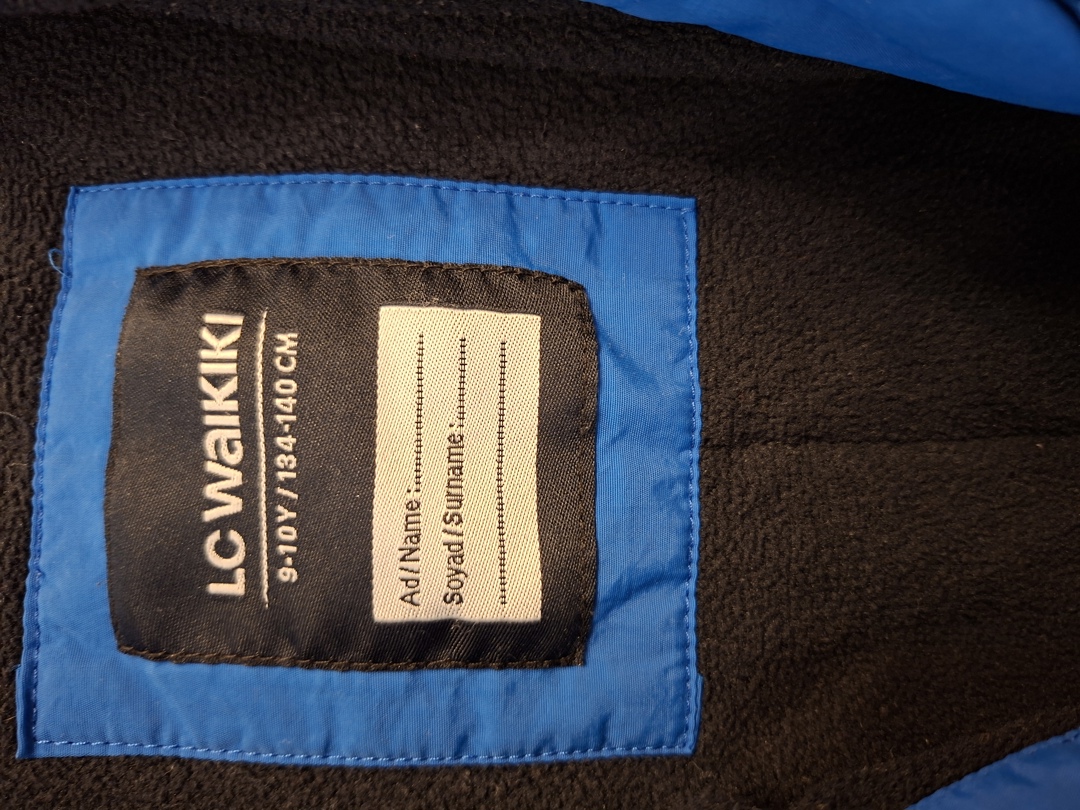 LC WaiKIKI
9-10Y / 134-140 CM
Ad / Name :....................
Soyad / Surname :..............
........................................